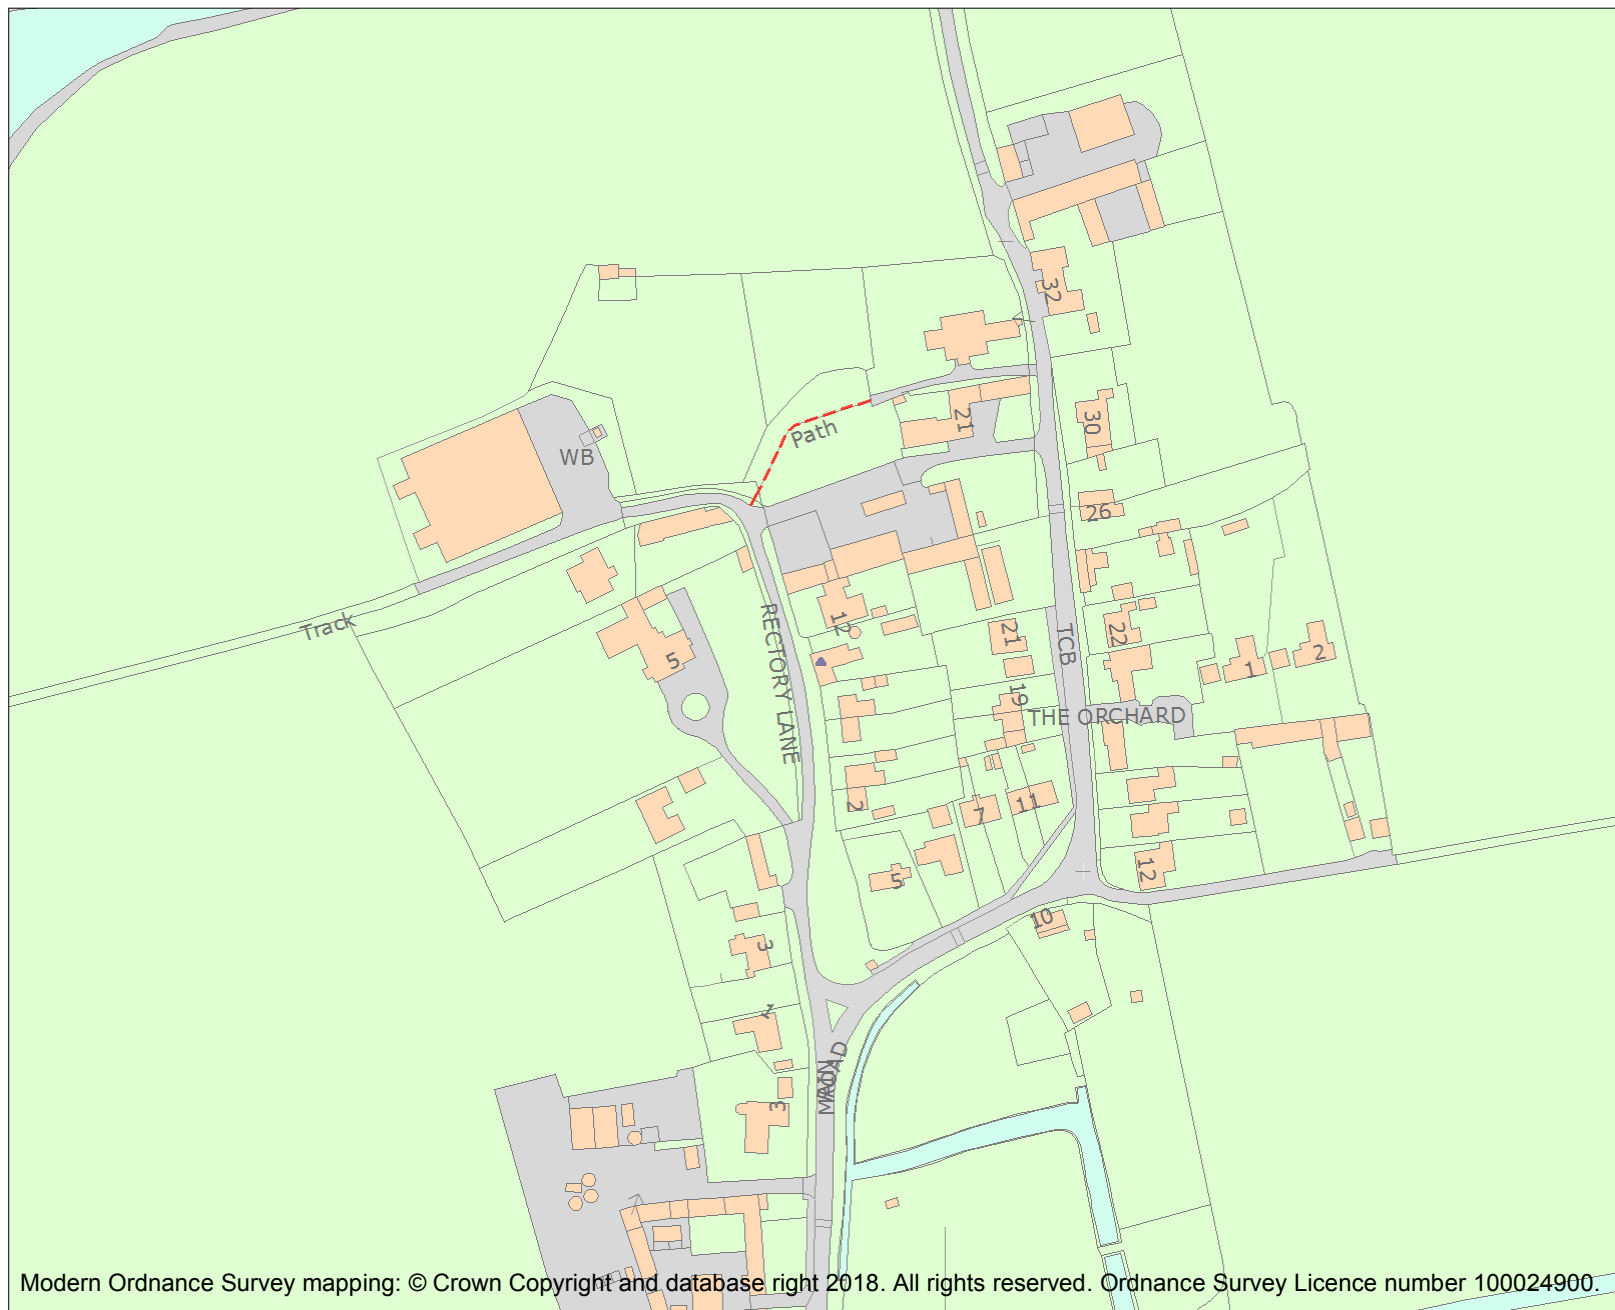 32
21
Path
30
WB
26
Track
RECTORY LANE
12
21
TCB
22
5
1
2
19
THE ORCHARD
2
7
11
5
12
10
3
1
MAIN
ROAD
3
Modern Ordnance Survey mapping: © Crown Copyright and database right 2018. All rights reserved. Ordnance Survey Licence number 100024900.